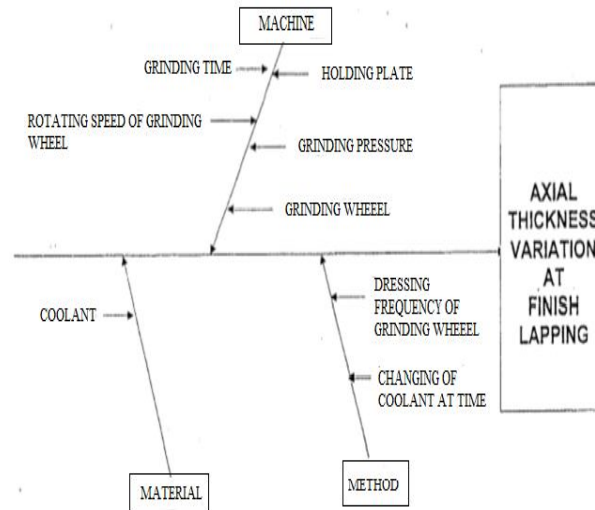 MACHINE
GRINDING TIME
HOLDING PLATE
ROTATING SPEED OF GRINDING
WHEEL
GRINDING PRESSURE
GRINDING WHEEEL
AXIAL
THICKNESS
VARIATION
AT
FINISH
LAPPING
COOLANT
DRESSING
FREQUENCY OF
GRINDING WHEEEL
CHANGING OF
COOLANT AT TIME
MATERIAL
METHOD